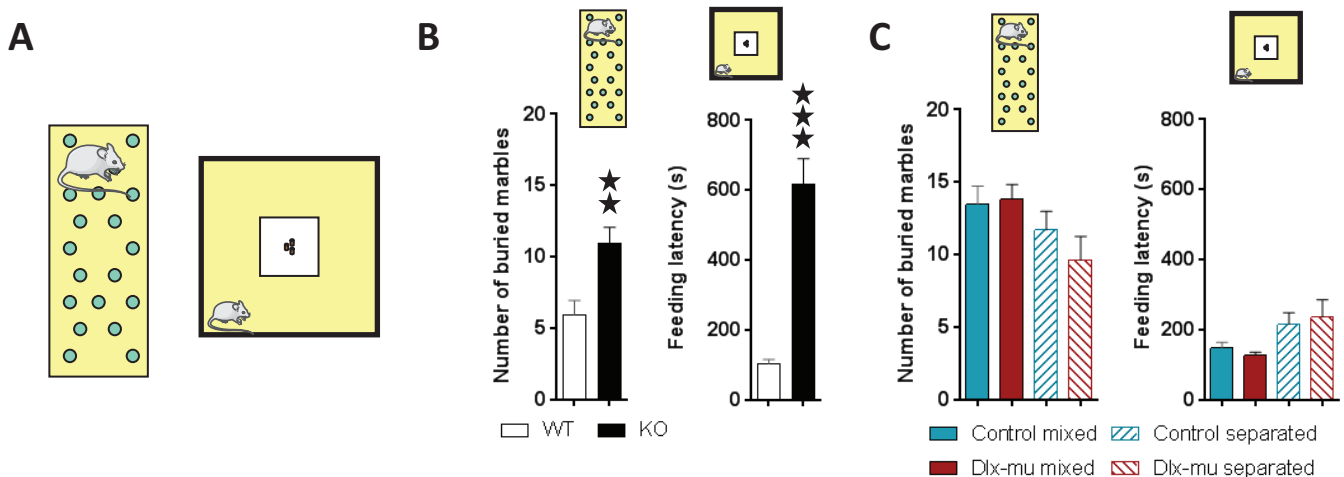 A
B
C
Number of buried marbles
20
15
10
5
0
Feeding latency (s)
800
600
400
200
0
WT KO
Number of buried marbles
20
15
10
5
0
Feeding latency (s)
800
600
400
200
0
Control mixed Control separated
Dlx-mu mixed Dlx-mu separated